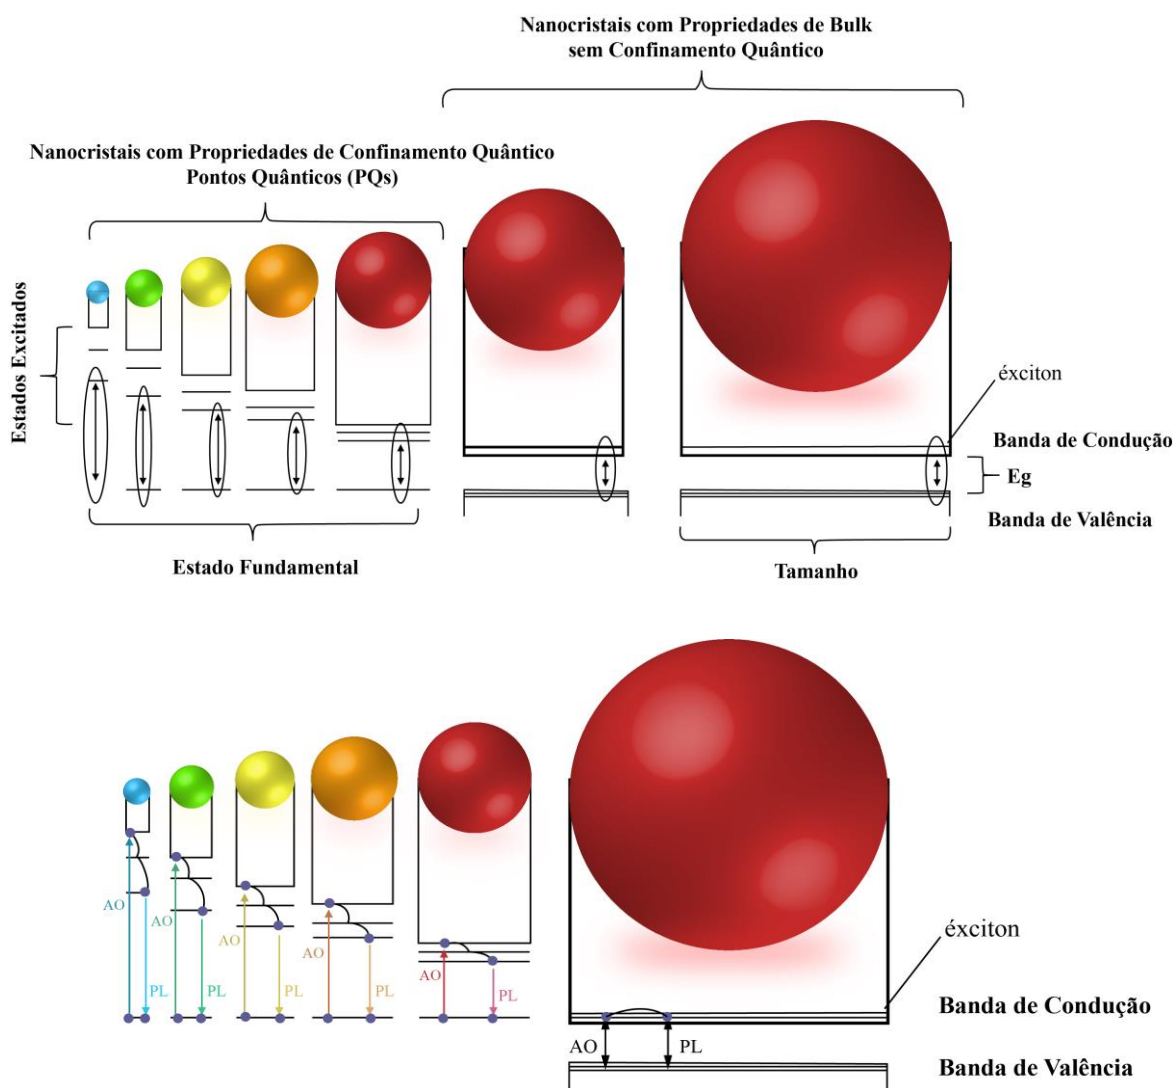 Nanocristais com Propriedades de Bulk
sem Confinamento Quântico
Nanocristais com Propriedades de Confinamento Quântico
Pontos Quânticos (PQs)
Estados Excitados
éxciton
Banda de Condução
Eg
Banda de Valência
Estado Fundamental
Tamanho
AO
PL
AO
PL
AO
PL
AO
PL
AO
PL
éxciton
Banda de Condução
AO
PL
Banda de Valência